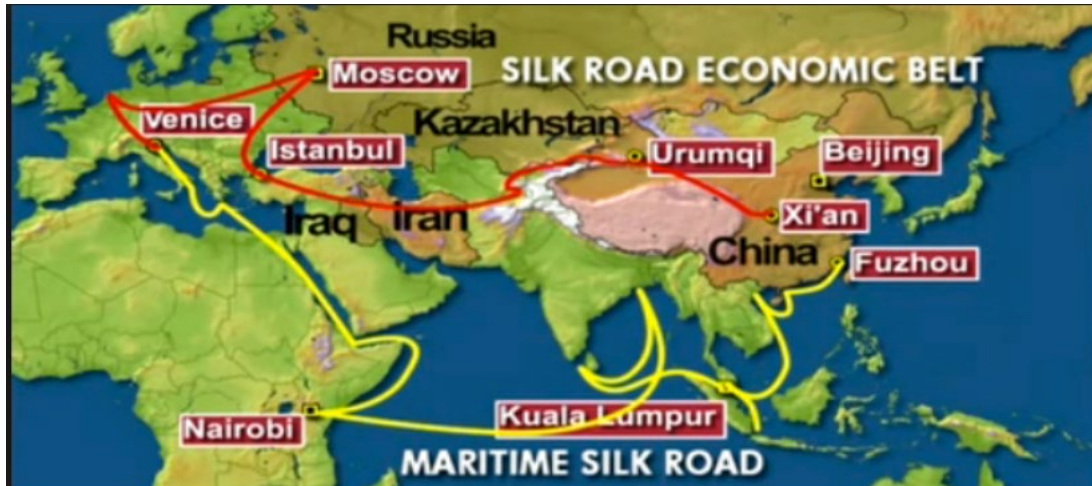 Russia
Moscow
SILK ROAD ECONOMIC BELT
Venice
Kazakhstan
Istanbul
Urumqi
Beijing
Iraq
iran
Xi'an
China
Fuzhou
Nairobi
Kuala Lumpur
MARITIME SILK ROAD